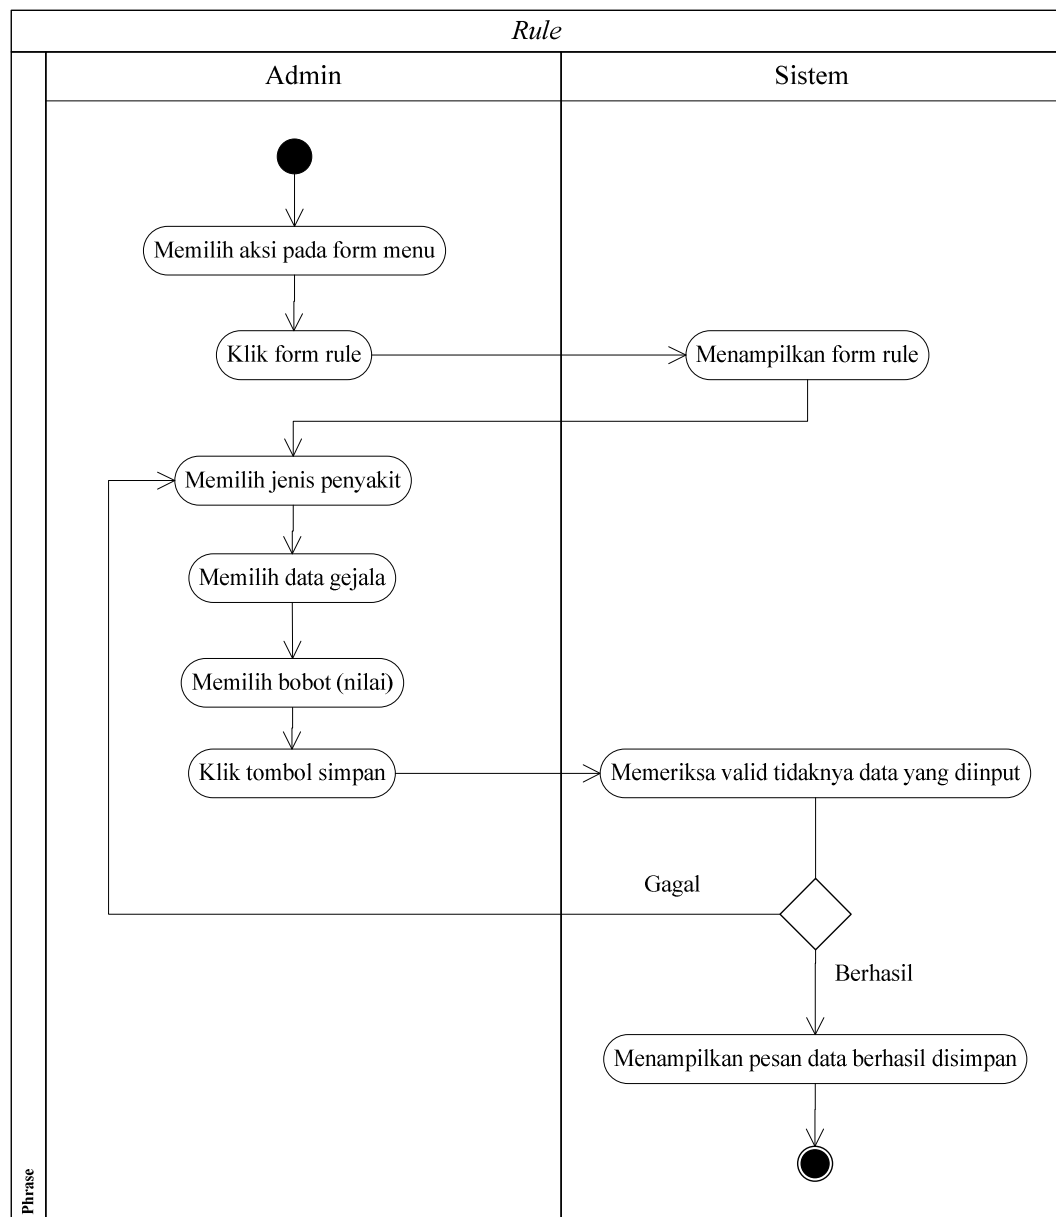 Rule
Admin
Sistem
Memilih aksi pada form menu
Klik form rule
Menampilkan form rule
Memilih jenis penyakit
Memilih data gejala
Memilih bobot (nilai)
Klik tombol simpan
Memeriksa valid tidaknya data yang diinput
Gagal
Berhasil
Menampilkan pesan data berhasil disimpan
Phrase